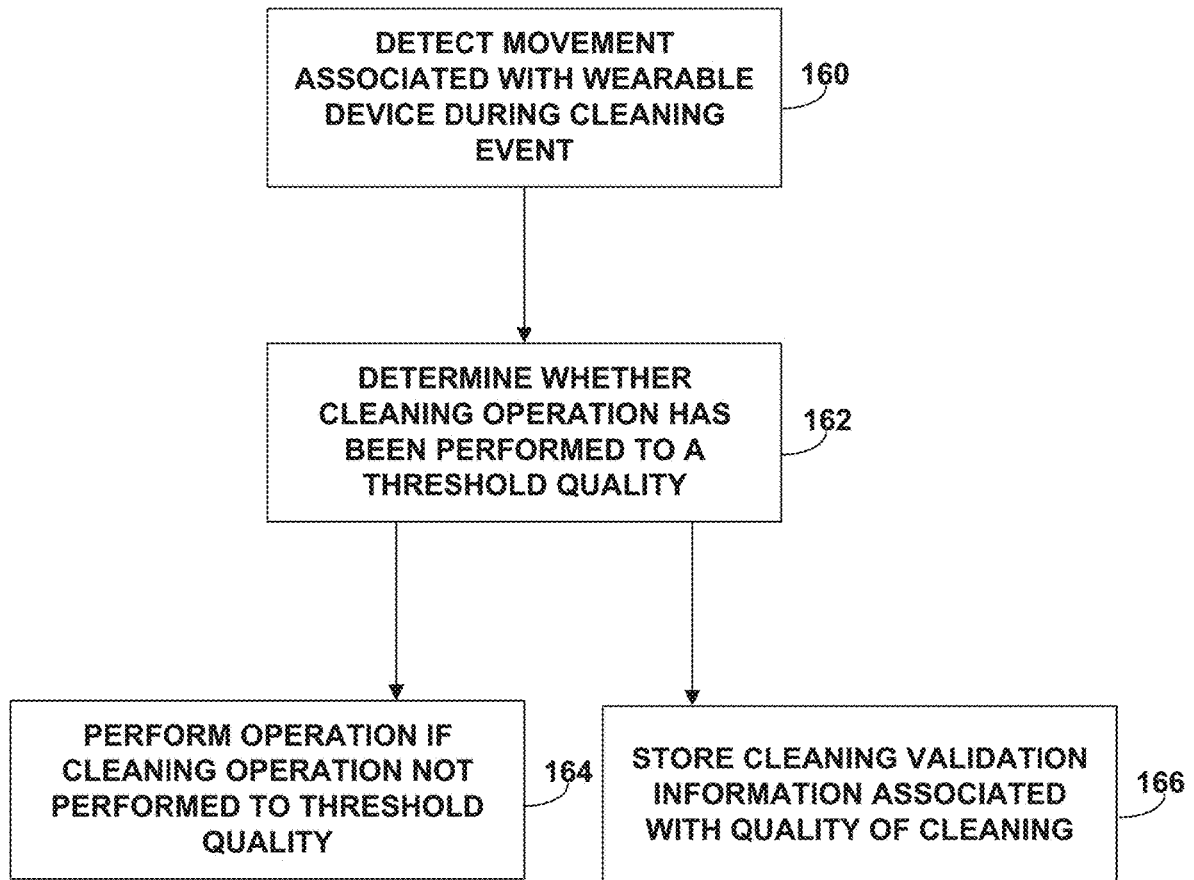 DETECT MOVEMENT
ASSOCIATED WITH WEARABLE
DEVICE DURING CLEANING
EVENT
160
DETERMINE WHETHER
CLEANING OPERATION HAS
BEEN PERFORMED TO A
THRESHOLD QUALITY
162
PERFORM OPERATION IF
CLEANING OPERATION NOT
PERFORMED TO THRESHOLD
QUALITY
164
STORE CLEANING VALIDATION
INFORMATION ASSOCIATED
WITH QUALITY OF CLEANING
166